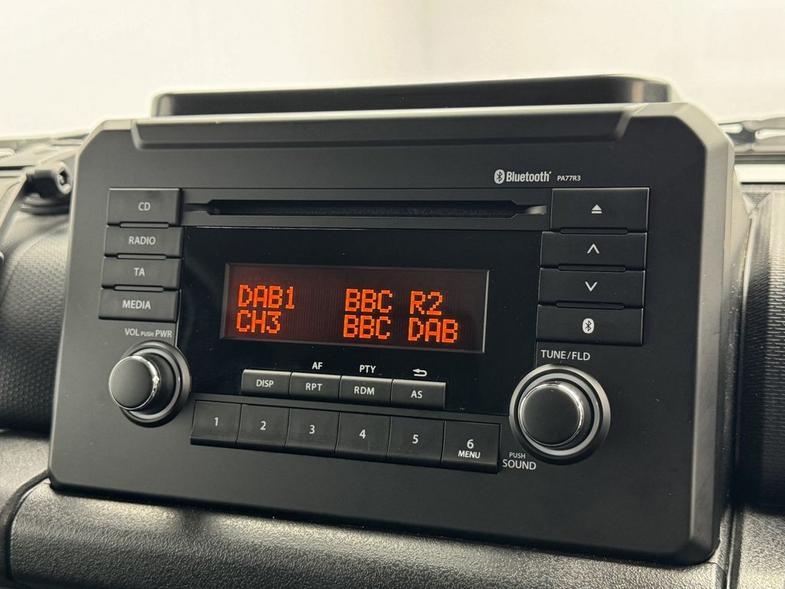 Bluetooth® PA77R3
CD
RADIO
TA
MEDIA
DAB1 BBC R2
CH3 BBC DAB
VOL PUSH PWR
TUNE/FLD
AF PTY
DISP RPT RDM AS
1 2 3 4 5 6
MENU
PUSH
SOUND